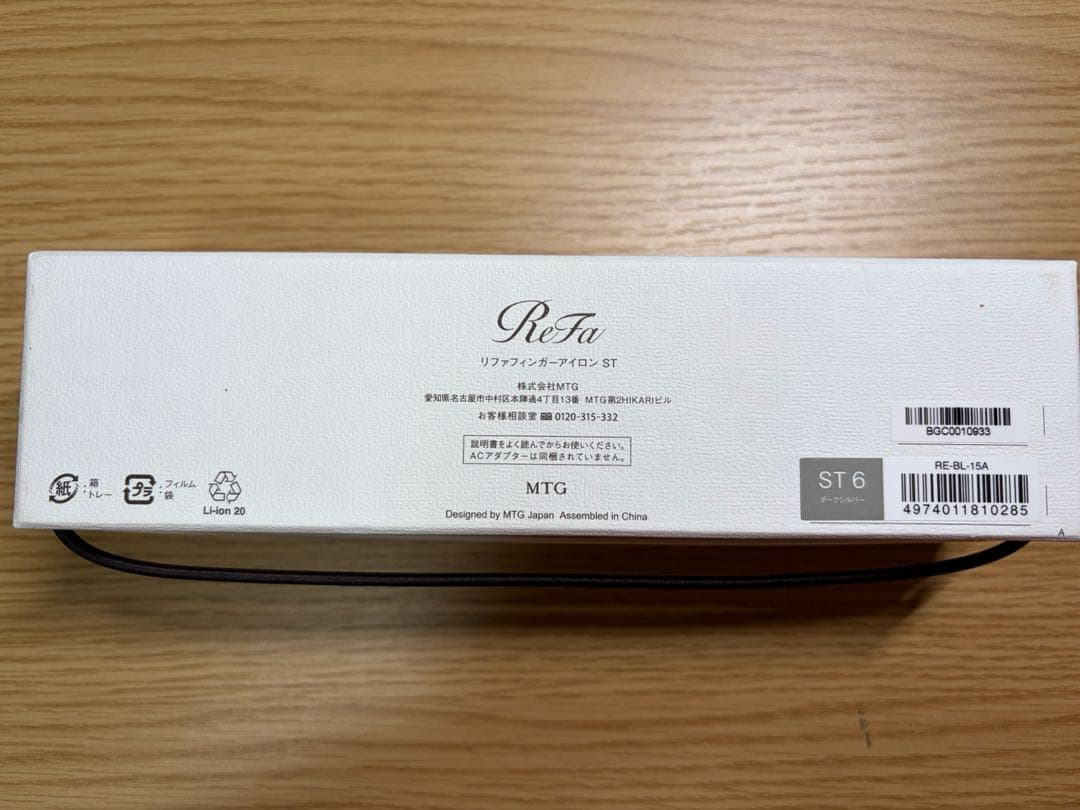 ReFa
リファフィンガーアイロン ST
株式会社MTG
愛知県名古屋市中村区本陣通4丁目13番 MTG第2HIKARIビル
お客様相談室 0120-315-332
説明書をよく読んでからお使いください。
ACアダプターは同梱されていません。
MTG
Designed by MTG Japan Assembled in China
紙 : 箱
トレー
プラ : フィルム
袋
Li-ion 20
BGC0010933
ST 6
ダークシルバー
RE-BL-15A
4974011810285
A